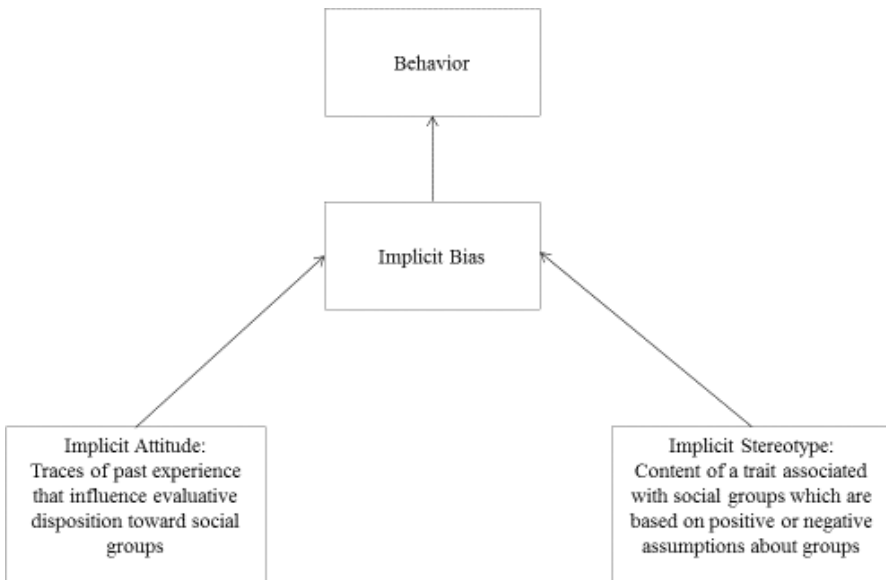 Behavior
Implicit Bias
Implicit Attitude:
Traces of past experience
that influence evaluative
disposition toward social
groups
Implicit Stereotype:
Content of a trait associated
with social groups which are
based on positive or negative
assumptions about groups